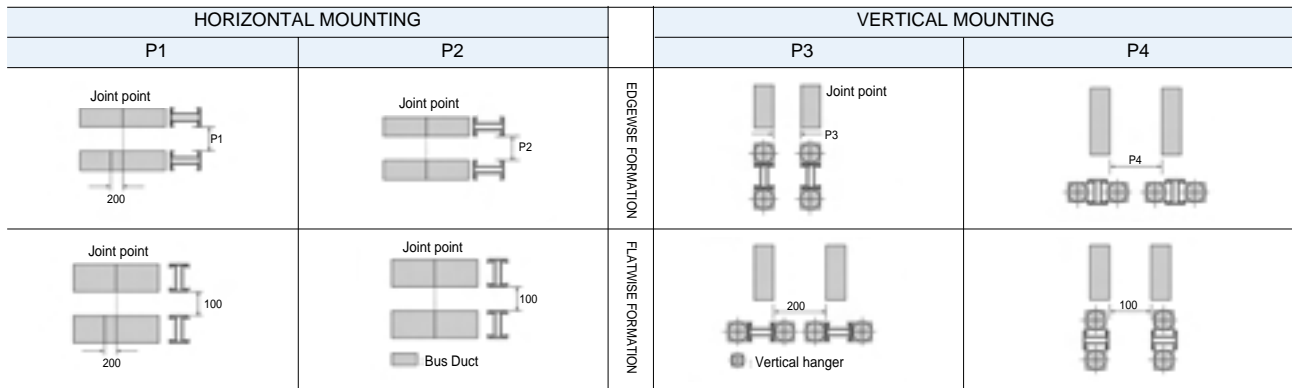 HORIZONTAL MOUNTING
VERTICAL MOUNTING
P1
P2
P3
P4
Joint point
P1
200
Joint point
P2
EDGEWSE FORMATION
Joint point
P3
P4
Joint point
100
200
Joint point
100
Bus Duct
FLATWISE FORMATION
200
Vertical hanger
100